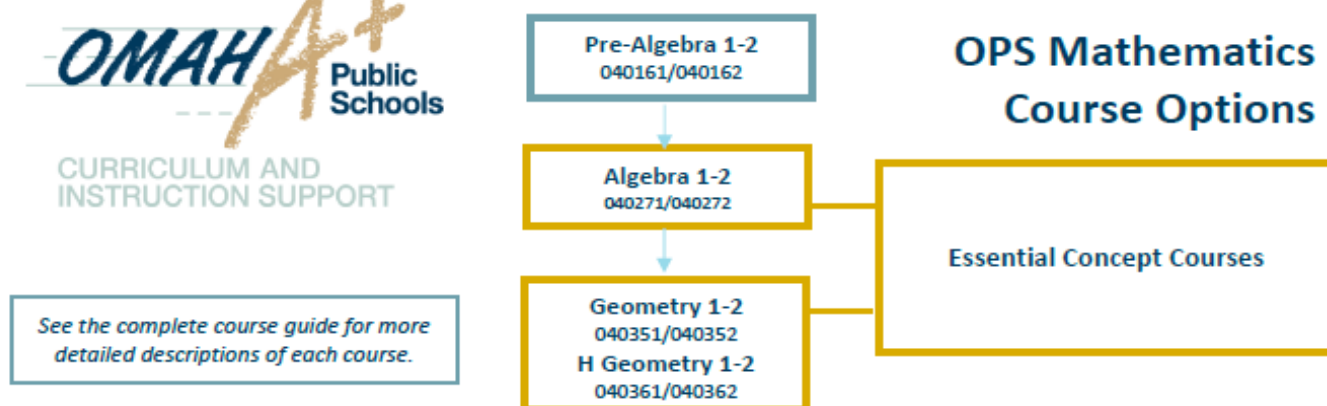 OMAHA+
Public
Schools
CURRICULUM AND
INSTRUCTION SUPPORT
See the complete course guide for more
detailed descriptions of each course.
Pre-Algebra 1-2
040161/040162
Algebra 1-2
040271/040272
Geometry 1-2
040351/040352
H Geometry 1-2
040361/040362
OPS Mathematics
Course Options
Essential Concept Courses